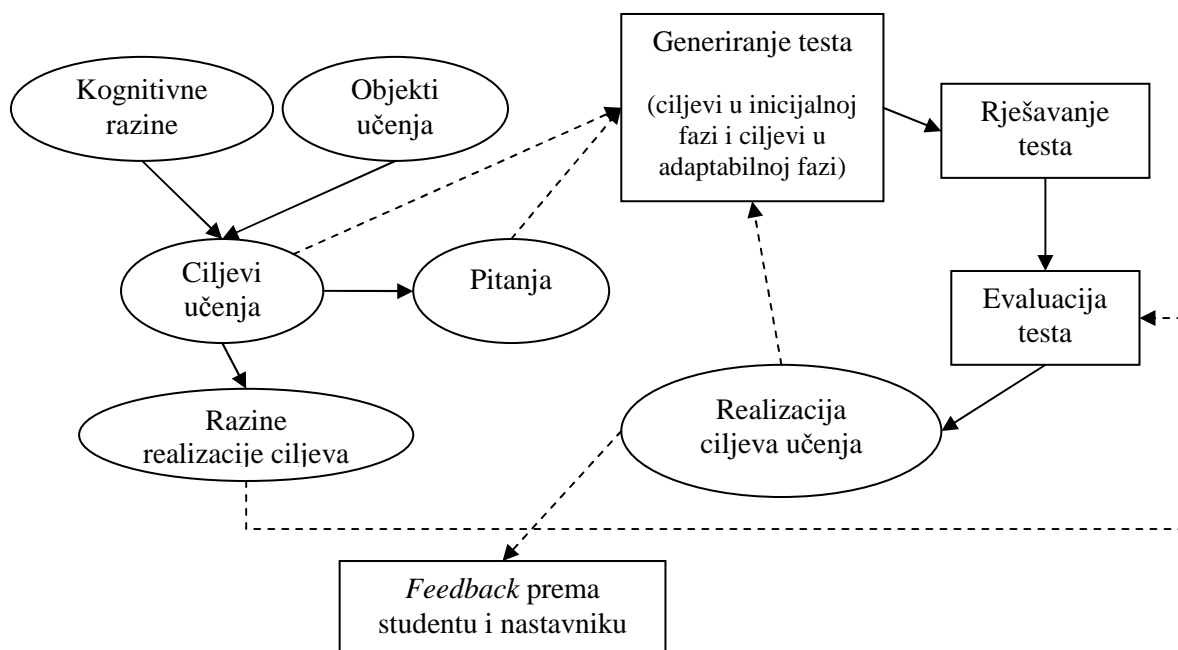 Kognitivne
razine
Objekti
učenja
Generiranje testa
(ciljevi u inicijalnoj
fazi i ciljevi u
adaptabilnoj fazi)
Rješavanje
testa
Ciljevi
učenja
Pitanja
Evaluacija
testa
Razine
realizacije ciljeva
Realizacija
ciljeva učenja
Feedback prema
studentu i nastavniku